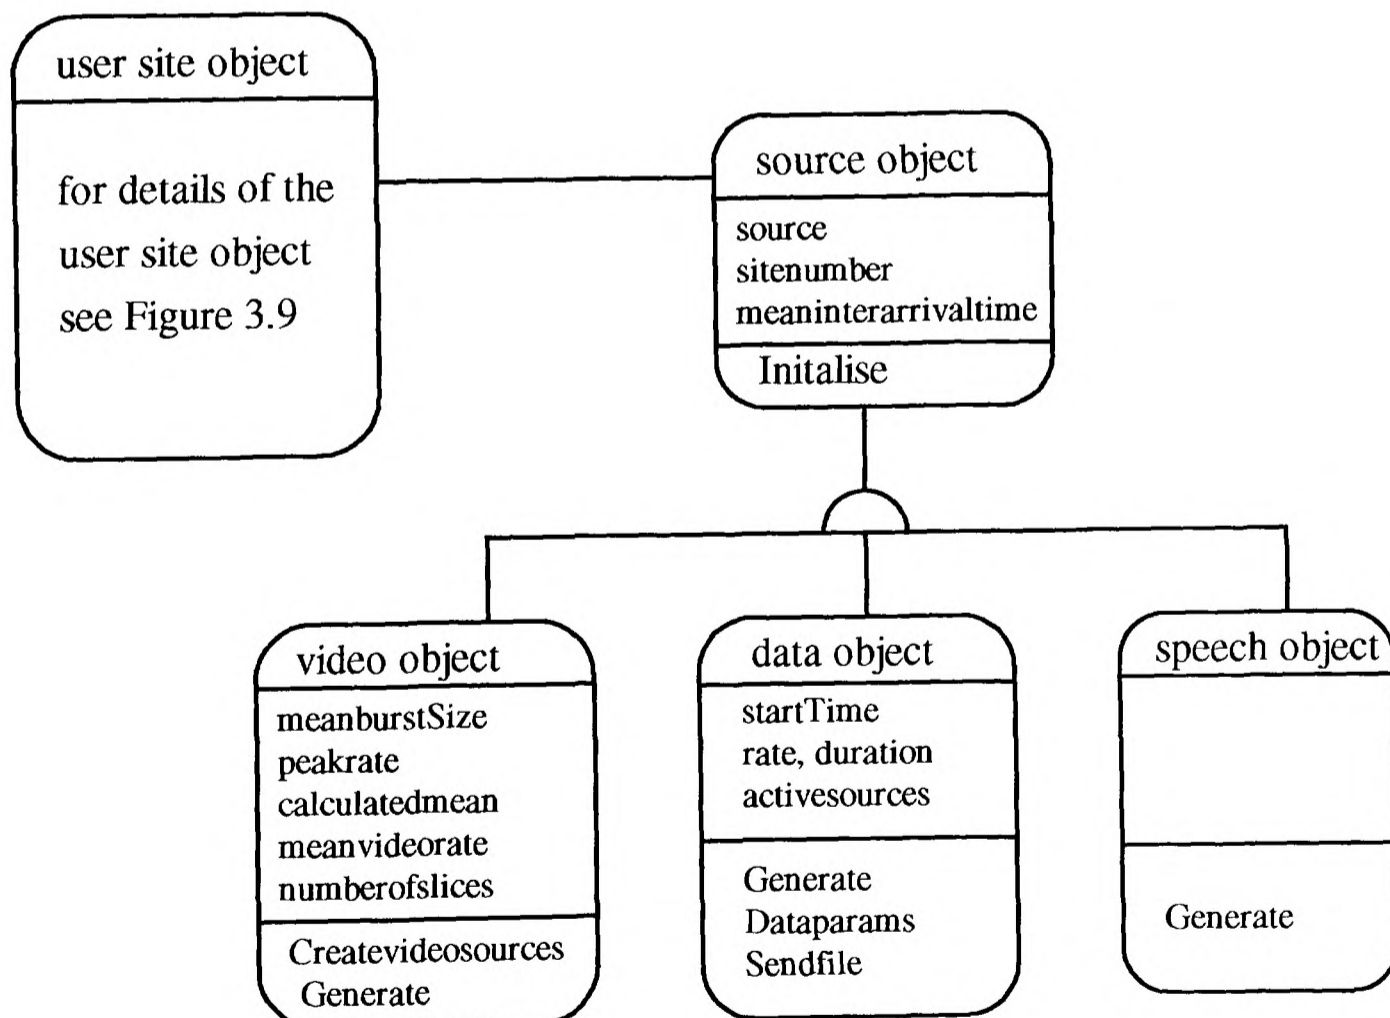 user site object
for details of the
user site object
see Figure 3.9
source object
source
sitenumber
meaninterarrivaltime
Initalise
video object
meanburstSize
peakrate
calculatedmean
meanvideorate
numberofslices
Createvideosources
Generate
data object
startTime
rate, duration
activesources
Generate
Dataparams
Sendfile
speech object
Generate